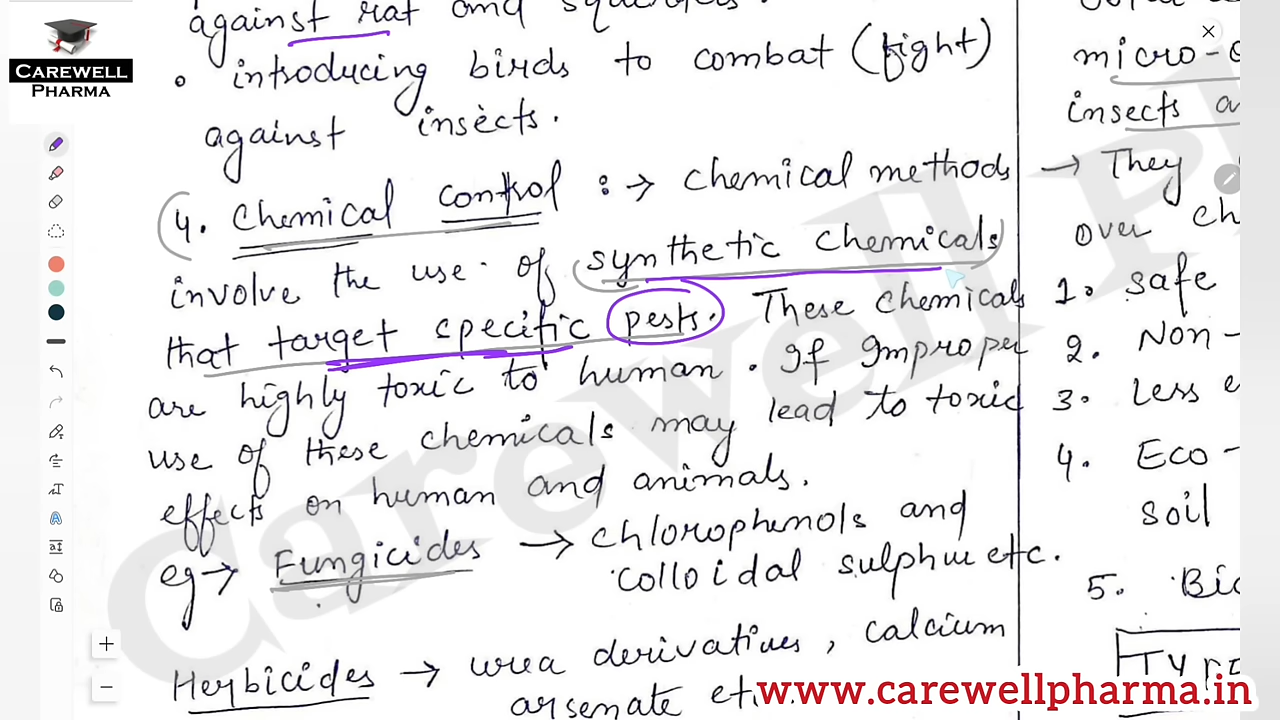 CAREWELL
PHARMA
against rat and
• introducing birds to combat (fight)
against insects.
4. Chemical control :→ chemical methods
involve the use of synthetic chemicals
that target specific pests. These chemicals
are highly toxic to human. If Improper
use of these chemicals may lead to toxic
effects on human and animals.
eg → Fungicides → chlorophenols and
colloidal sulphur etc.
Herbicides → urea derivatives, calcium
arsenate etc.
micro-
insects
→ They
over
1. safe
2. Non-
3. Less
4. Eco-
soil
5.
www.carewellpharma.in